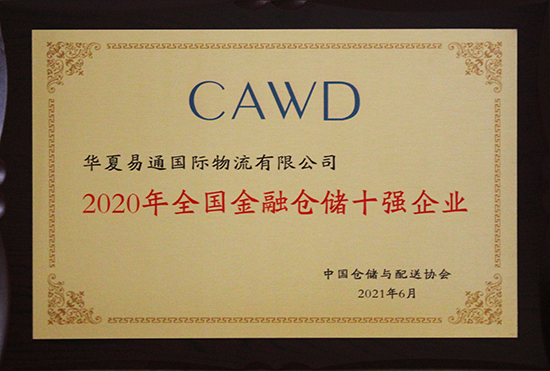 CAWD
华夏易通国际物流有限公司
2020年全国金融仓储十强企业
中国仓储与配送协会
2021年6月